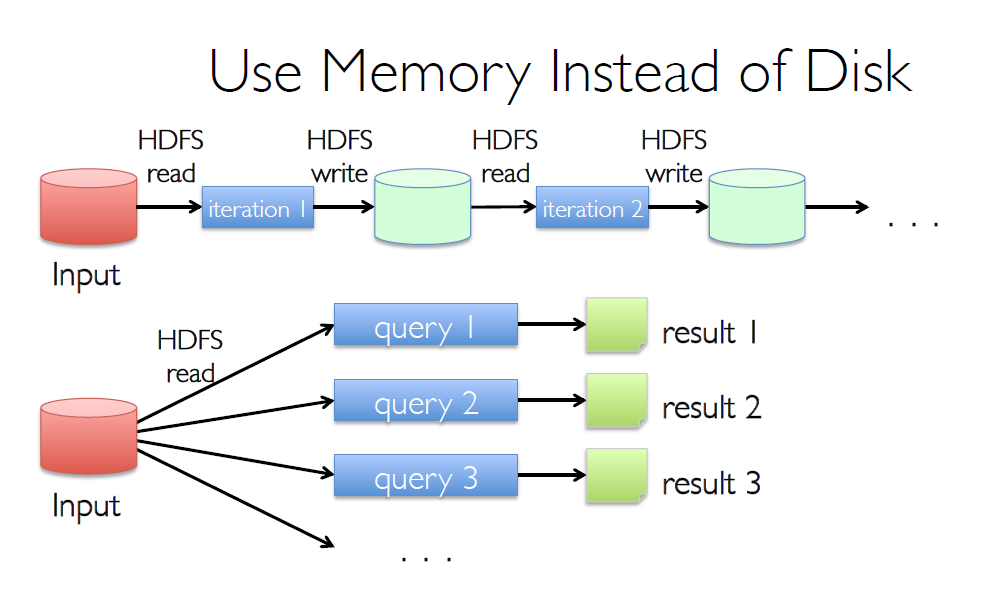 Use Memory Instead of Disk
HDFS read
HDFS write
HDFS read
HDFS write
iteration 1
iteration 2
. . .
Input
HDFS read
query 1
result 1
query 2
result 2
query 3
result 3
Input
. . .